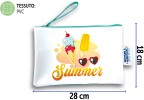 TESSUTO:
PVC
Summer
18 cm
28 cm